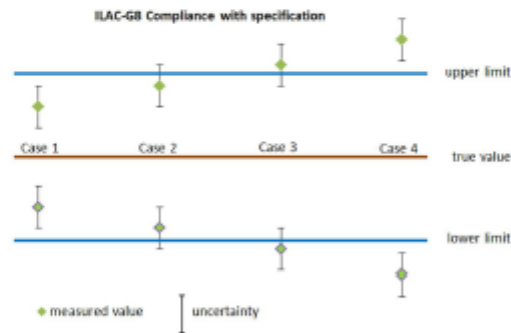 ILAC-G8 Compliance with specification
upper limit
Case 1 Case 2 Case 3 Case 4
true value
lower limit
measured value uncertainty